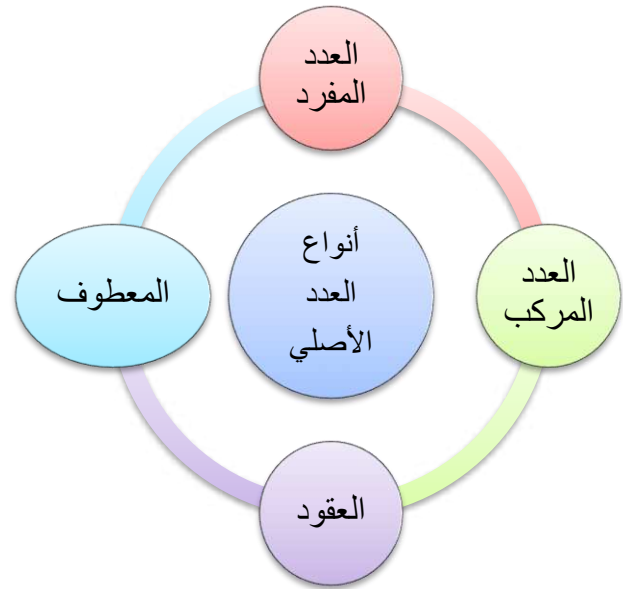 العدد
المفرد
أنواع
العدد
الأصلي
العدد
المركب
المعطوف
العقود